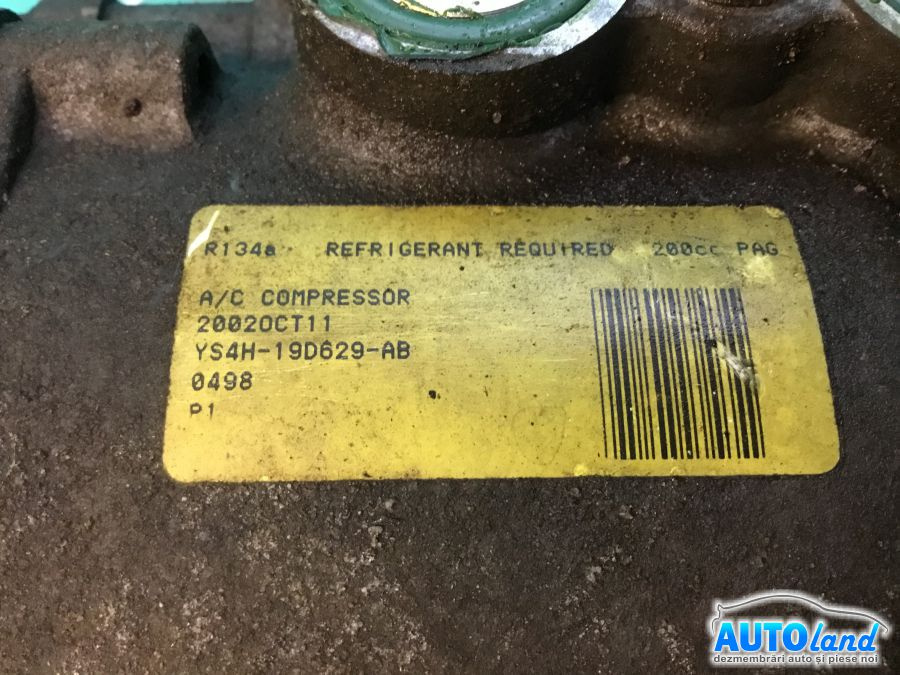 R134a REFRIGERANT REQUIRED 200cc PAG
A/C COMPRESSOR
2002OCT11
YS4H-19D629-AB
0498
P1
AUTOland
dezmembrări auto și piese noi